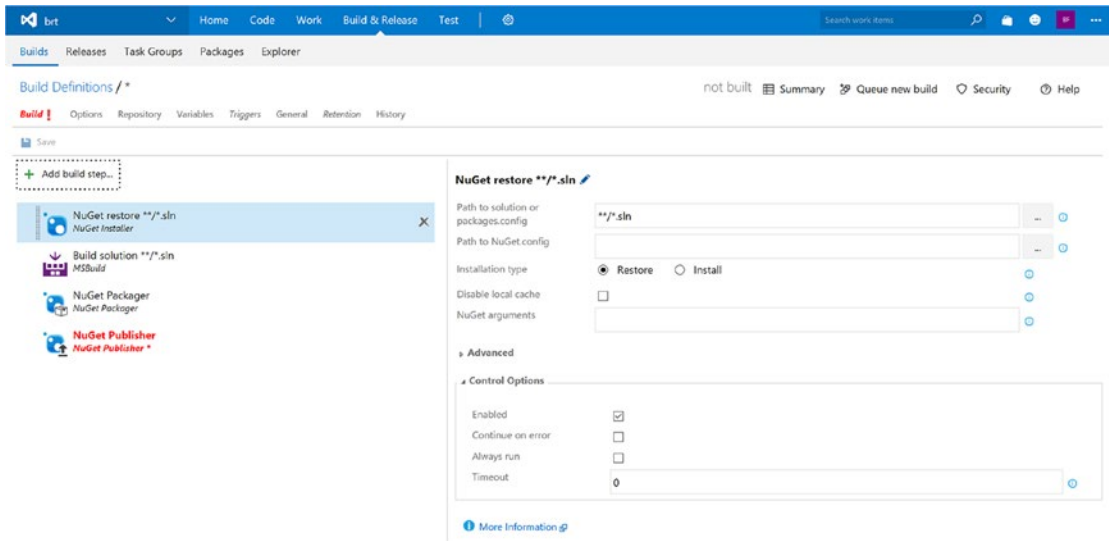 brt Home Code Work Build & Release Test Search work items
Builds Releases Task Groups Packages Explorer
Build Definitions / *
not built Summary Queue new build Security Help
Build ! Options Repository Variables Triggers General Retention History
Save
+ Add build step...
NuGet restore **/*.sln
NuGet Installer
Build solution **/*.sln
MSBuild
NuGet Packager
NuGet Packager
NuGet Publisher
NuGet Publisher *
NuGet restore **/*.sln
Path to solution or packages.config **/*.sln ...
Path to NuGet.config ...
Installation type Restore Install
Disable local cache
NuGet arguments
Advanced
Control Options
Enabled
Continue on error
Always run
Timeout 0
More Information